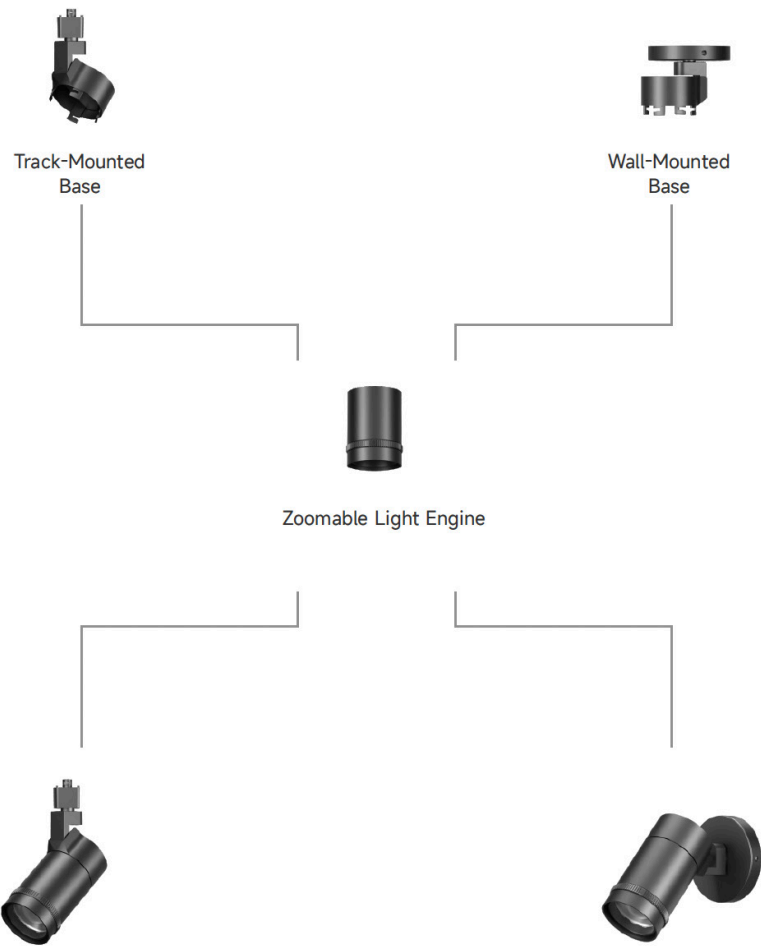 Track-Mounted
Base
Wall-Mounted
Base
Zoomable Light Engine